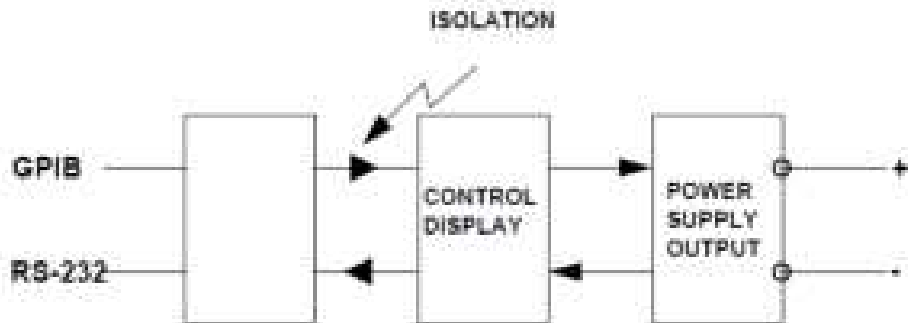 ISOLATION
GPIB
RS-232
CONTROL
DISPLAY
POWER
SUPPLY
OUTPUT
+
-